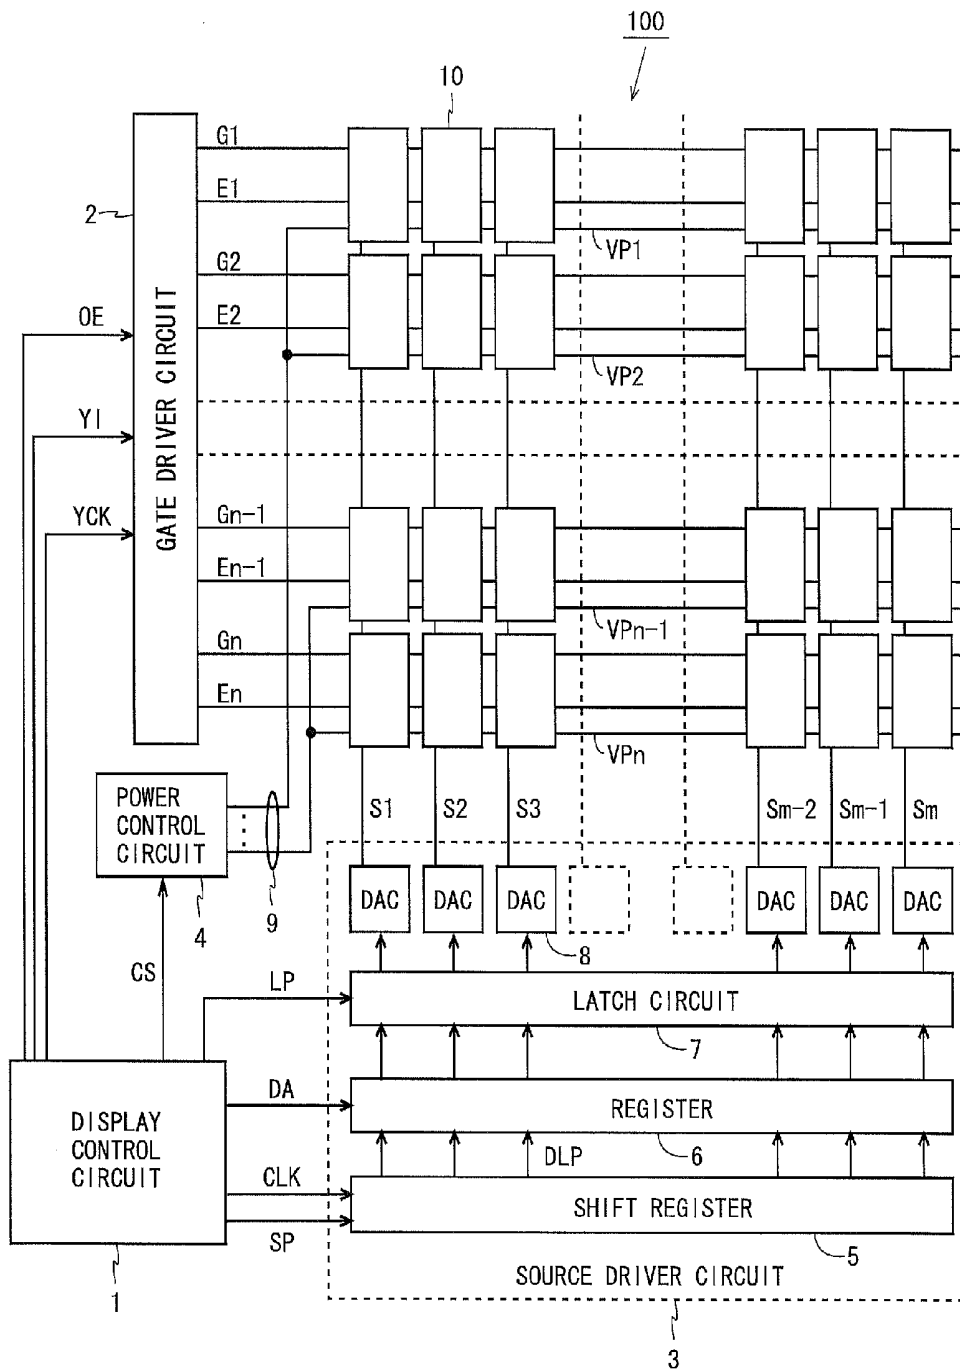 100
10
G1
E1
2
VP1
G2
OE
E2
VP2
GATE DRIVER CIRCUIT
YI
YCK
Gn-1
En-1
VPn-1
Gn
En
VPn
POWER
CONTROL
CIRCUIT
S1
S2
S3
Sm-2
Sm-1
Sm
4
9
DAC
DAC
DAC
DAC
DAC
DAC
8
CS
LP
LATCH CIRCUIT
7
DA
REGISTER
6
DISPLAY
CONTROL
CIRCUIT
DLP
CLK
SHIFT REGISTER
SP
5
SOURCE DRIVER CIRCUIT
1
3